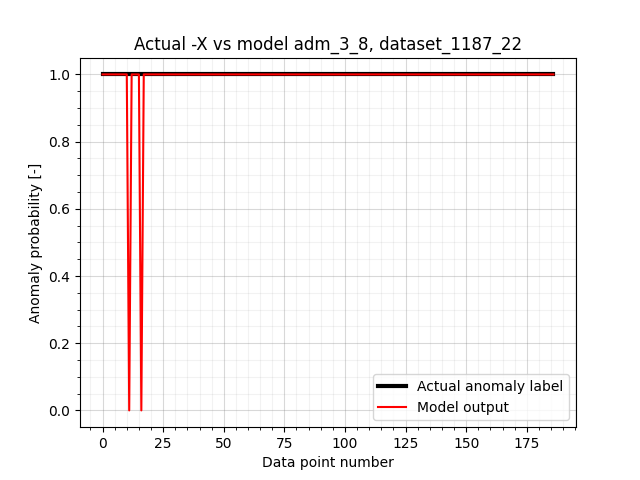 Actual -X vs model adm_3_8, dataset_1187_22
1.0
0.8
0.6
0.4
0.2
0.0
Anomaly probability [-]
0 25 50 75 100 125 150 175
Data point number
Actual anomaly label
Model output